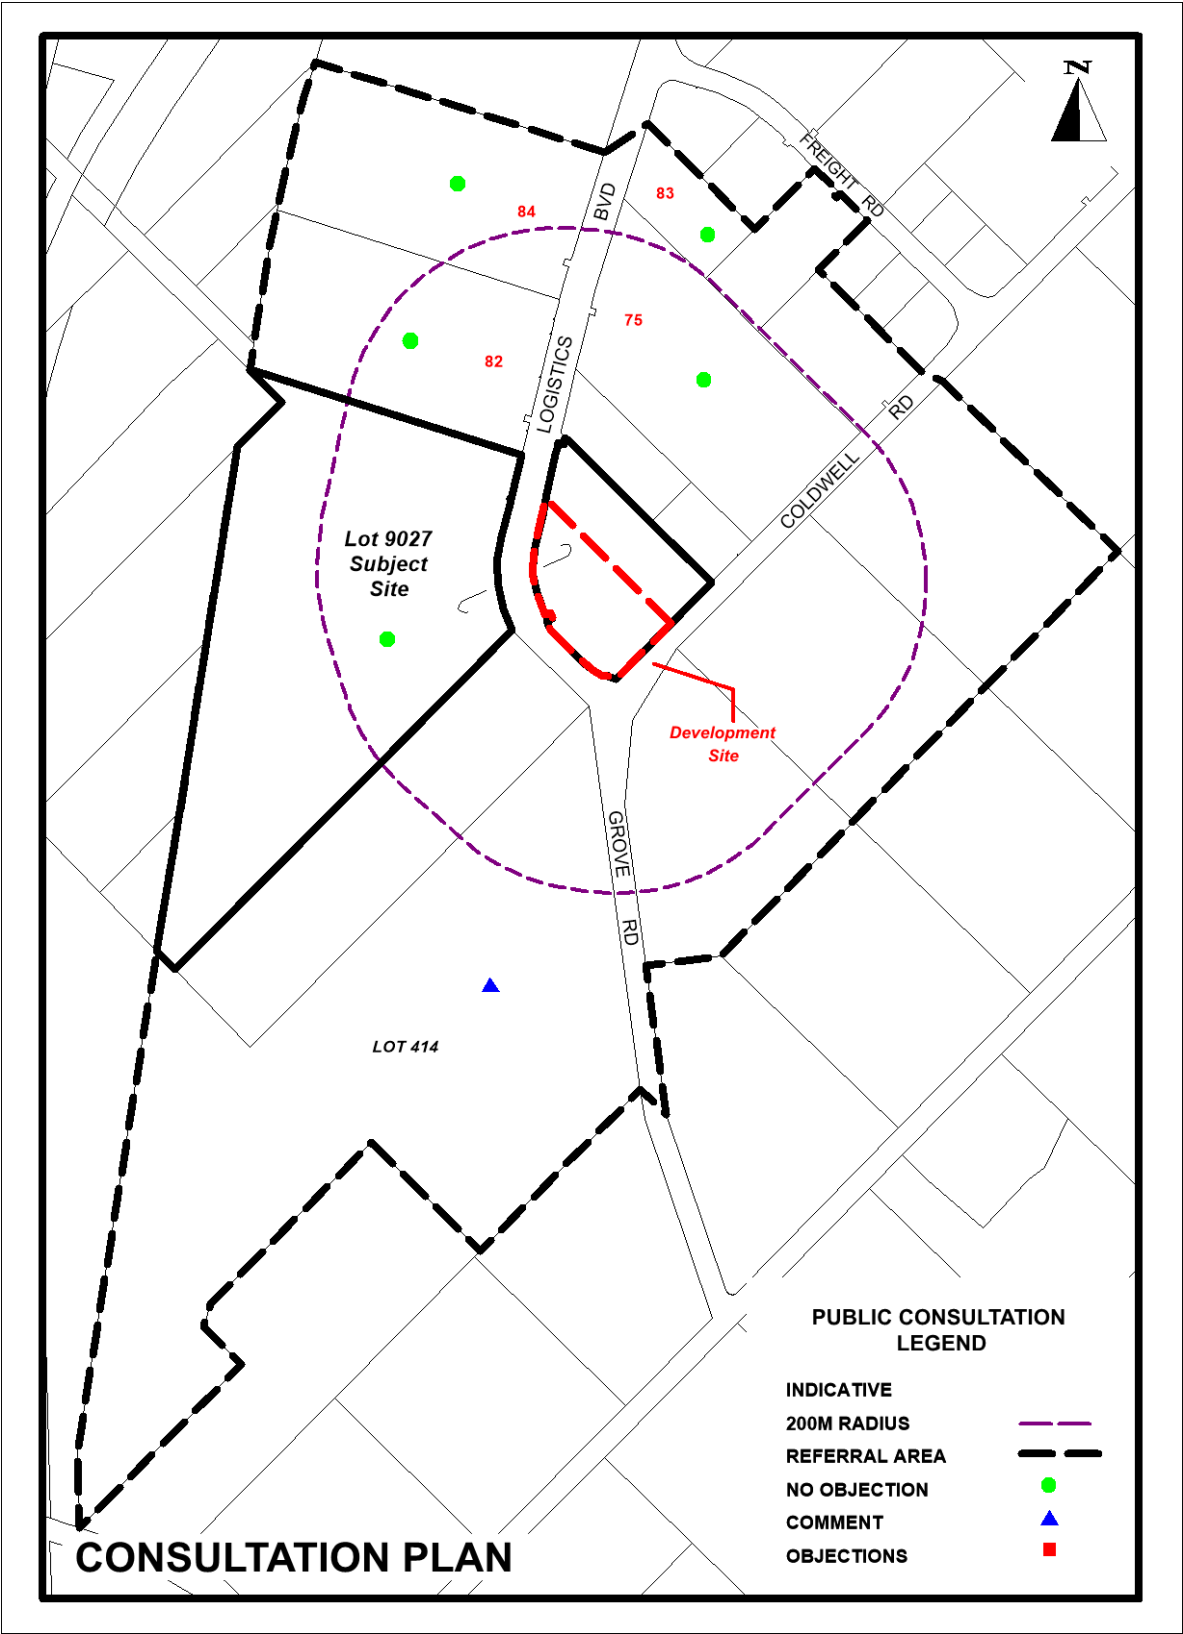 N
FREIGHT RD
BVD
83
84
75
LOGISTICS
82
RD
COLDWELL
Lot 9027
Subject
Site
Development
Site
GROVE
RD
LOT 414
PUBLIC CONSULTATION
LEGEND
INDICATIVE
200M RADIUS
REFERRAL AREA
NO OBJECTION
COMMENT
OBJECTIONS
CONSULTATION PLAN